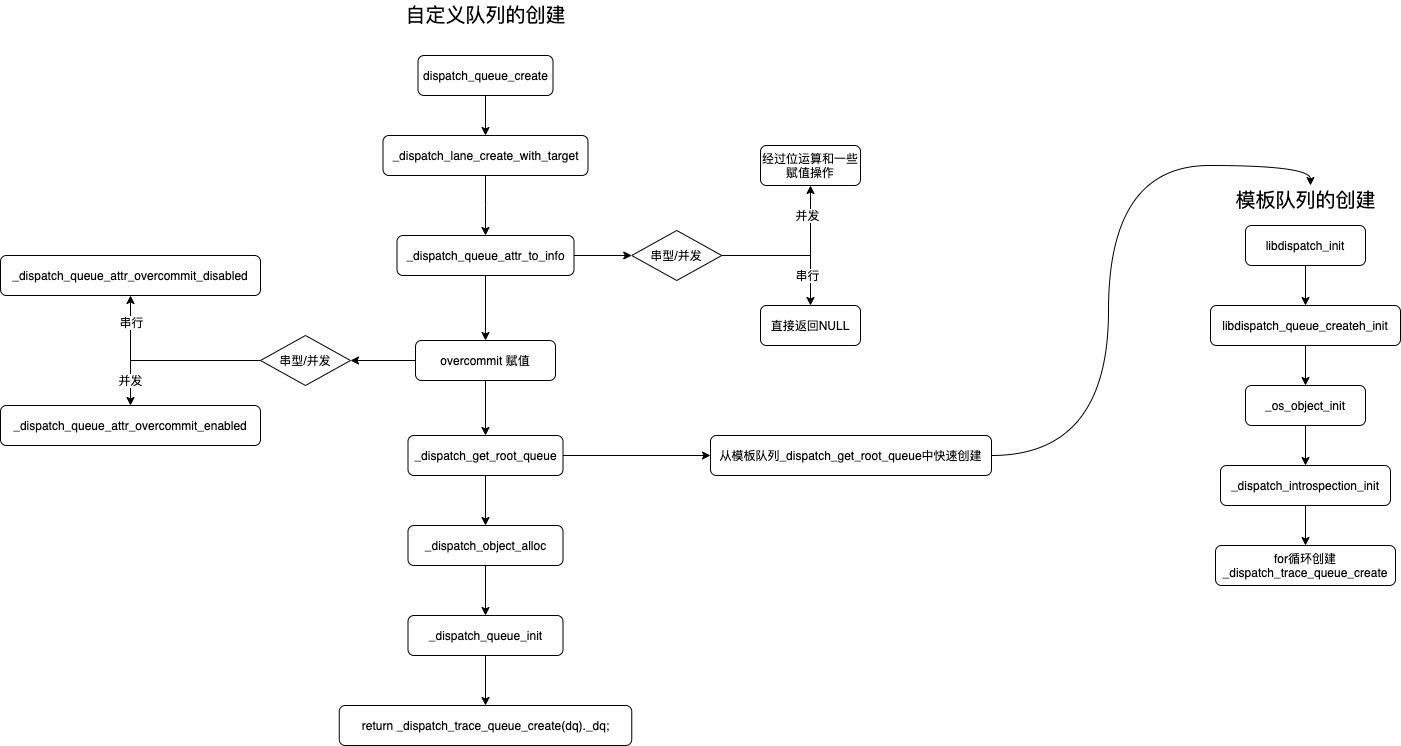 自定义队列的创建
dispatch_queue_create
_dispatch_lane_create_with_target
经过位运算和一些
赋值操作
并发
_dispatch_queue_attr_to_info
串型/并发
串行
直接返回NULL
_dispatch_queue_attr_overcommit_disabled
串行
串型/并发
overcommit 赋值
并发
_dispatch_queue_attr_overcommit_enabled
_dispatch_get_root_queue
从模板队列_dispatch_get_root_queue中快速创建
_dispatch_object_alloc
_dispatch_queue_init
return _dispatch_trace_queue_create(dq)._dq;
模板队列的创建
libdispatch_init
libdispatch_queue_createh_init
_os_object_init
_dispatch_introspection_init
for循环创建
_dispatch_trace_queue_create